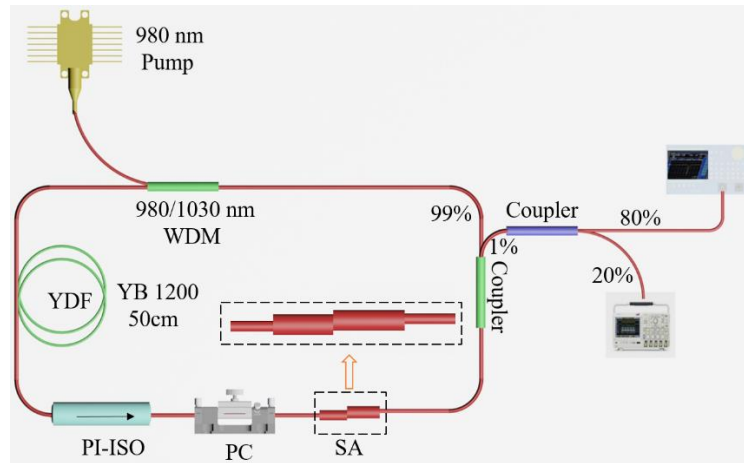 980 nm
Pump
980/1030 nm
WDM
99%
1%
Coupler
80%
20%
Coupler
YDF
YB 1200
50cm
PI-ISO
PC
SA